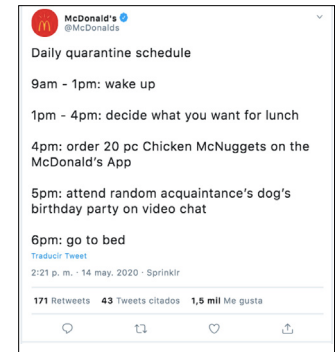 McDonald's
@McDonalds
Daily quarantine schedule
9am - 1pm: wake up
1pm - 4pm: decide what you want for lunch
4pm: order 20 pc Chicken McNuggets on the
McDonald's App
5pm: attend random acquaintance's dog's
birthday party on video chat
6pm: go to bed
Traducir Tweet
2:21 p. m. · 14 may. 2020 · Sprinklr
171 Retweets 43 Tweets citados 1,5 mil Me gusta